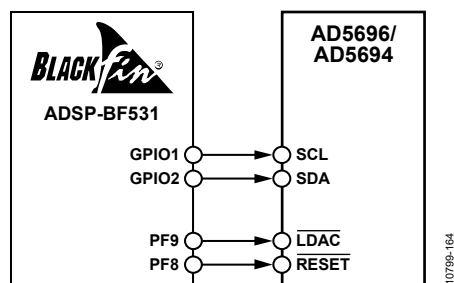 BLACKfin®
ADSP-BF531
AD5696/
AD5694
GPIO1
GPIO2
PF9
PF8
SCL
SDA
LDAC
RESET
10799-164